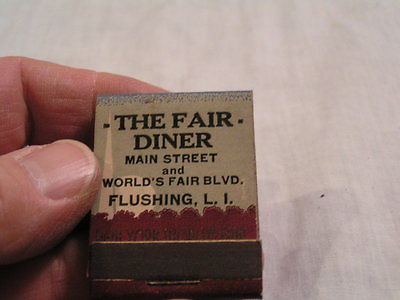 - THE FAIR -
DINER
MAIN STREET
and
WORLD'S FAIR BLVD.
FLUSHING, L. I.